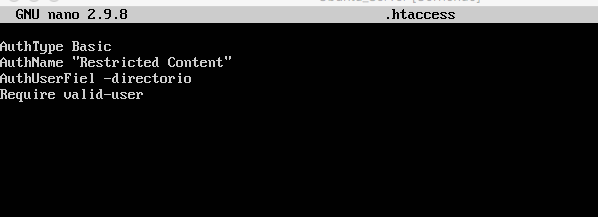 GNU nano 2.9.8 .htaccess
AuthType Basic
AuthName "Restricted Content"
AuthUserFiel -directorio
Require valid-user